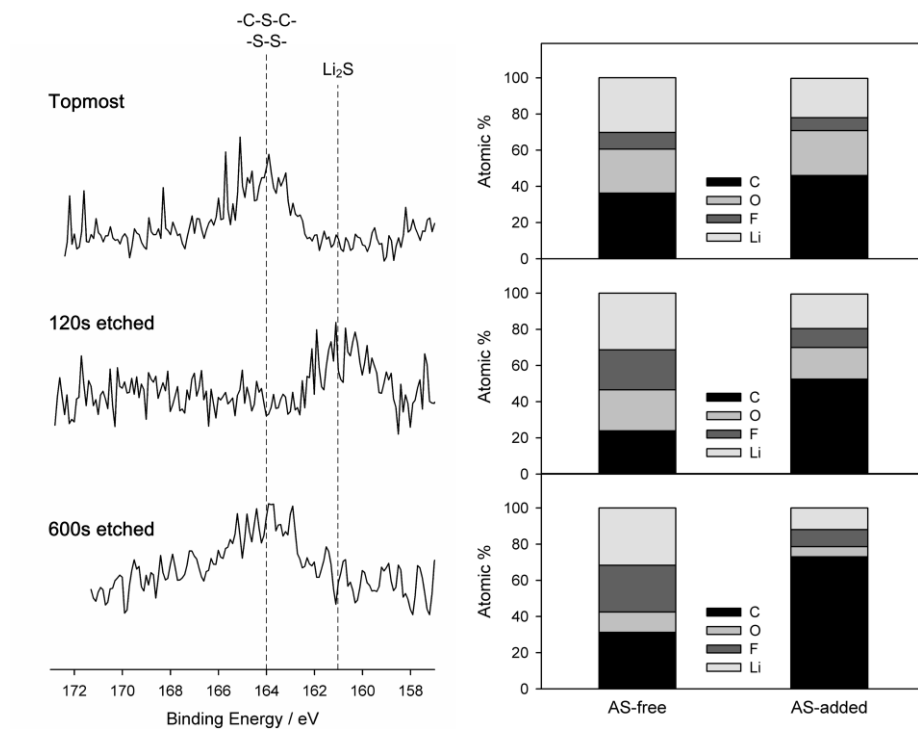 -C-S-C-
-S-S-
Li₂S
Topmost
120s etched
600s etched
172 170 168 166 164 162 160 158
Binding Energy / eV
100
80
60
40
20
0
Atomic %
C
O
F
Li
100
80
60
40
20
0
Atomic %
C
O
F
Li
100
80
60
40
20
0
Atomic %
C
O
F
Li
AS-free AS-added